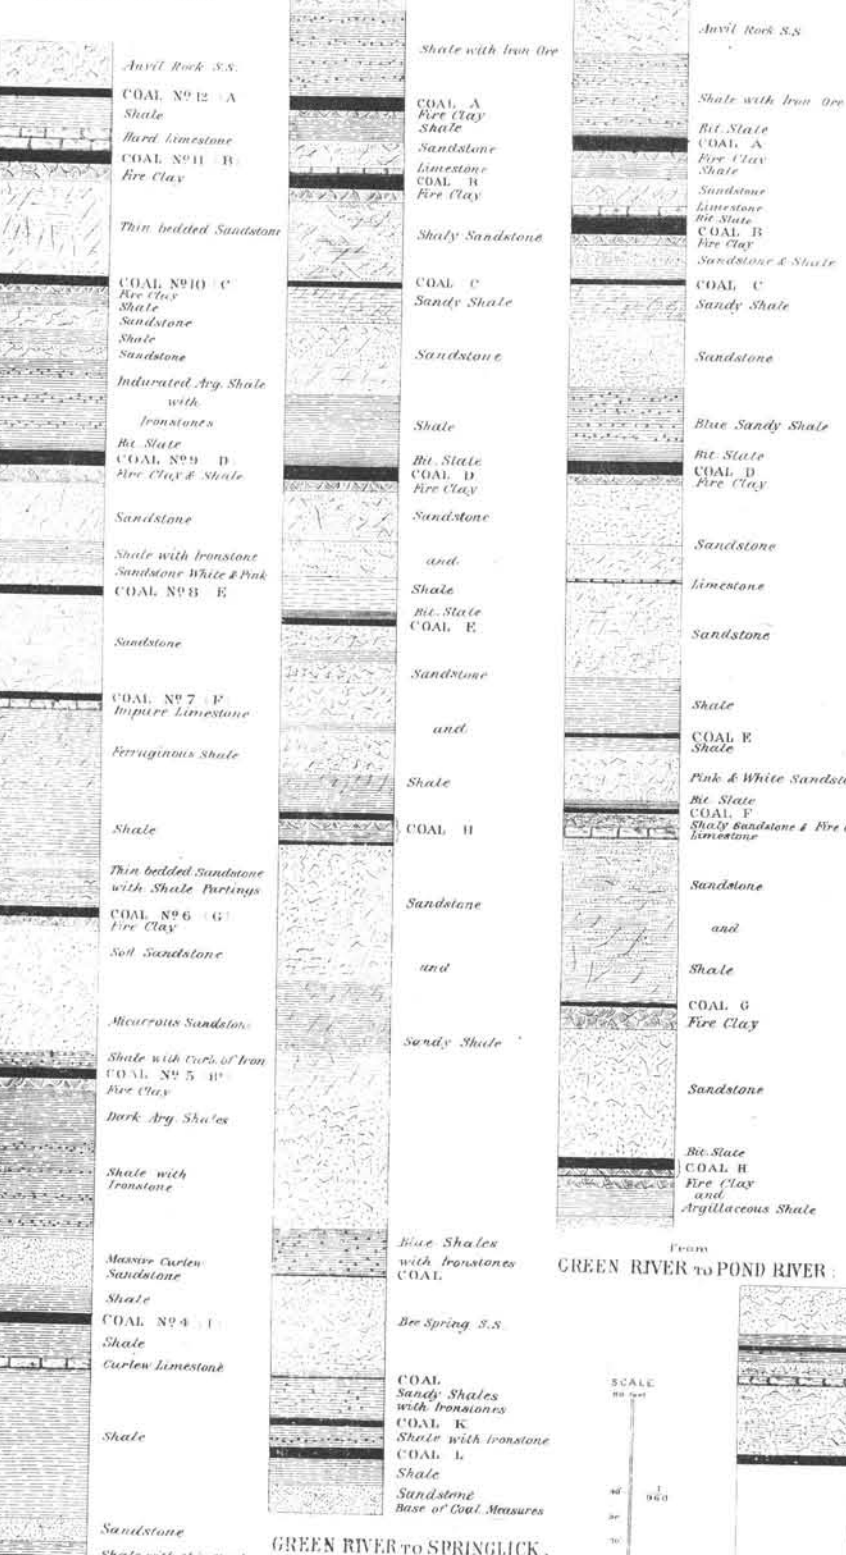 Anvil Rock S.S.
COAL Nº 12 (A
Shale
Hard Limestone
COAL Nº 11 (B)
Fire Clay
Thin bedded Sandstone
COAL Nº 10 (C
Fire Clay
Shale
Sandstone
Shale
Sandstone
Indurated Arg. Shale
with
Ironstones
Bit Slate
COAL Nº 9 (D
Fire Clay & Shale
Sandstone
Shale with Ironstone
Sandstone White & Pink
COAL Nº 8 (E
Sandstone
COAL Nº 7 (F
Impure Limestone
Ferruginous Shale
Shale
Thin bedded Sandstone
with Shale Partings
COAL Nº 6 (G)
Fire Clay
Soft Sandstone
Micaceous Sandstone
Shale with Carb. of Iron
COAL Nº 5 (H)
Fire Clay
Dark Arg. Shales
Shale with
Ironstone
Massive Curlew
Sandstone
Shale
COAL Nº 4 (I
Shale
Curlew Limestone
Shale
Sandstone
Shale with
Shale with Iron Ore
COAL A
Fire Clay
Shale
Sandstone
Limestone
COAL B
Fire Clay
Shaly Sandstone
COAL C
Sandy Shale
Sandstone
Shale
Bit. Slate
COAL D
Fire Clay
Sandstone
and
Shale
Bit. Slate
COAL E
Sandstone
and
Shale
COAL H
Sandstone
and
Sandy Shale
Blue Shales
with Ironstones
COAL
Bee Spring S.S.
COAL
Sandy Shales
with Ironstones
COAL K
Shale with Ironstone
COAL L
Shale
Sandstone
Base of Coal Measures
GREEN RIVER TO SPRINGLICK.
Anvil Rock S.S
Shale with Iron Ore
Bit. Slate
COAL A
Fire Clay
Shale
Sandstone
Limestone
Bit Slate
COAL B
Fire Clay
Sandstone & Shale
COAL C
Sandy Shale
Sandstone
Blue Sandy Shale
Bit. Slate
COAL D
Fire Clay
Sandstone
Limestone
Sandstone
Shale
COAL E
Shale
Pink & White Sandsto
Bit Slate
COAL F
Shaly Sandstone & Fire
Limestone
Sandstone
and
Shale
COAL G
Fire Clay
Sandstone
Bit. Slate
COAL H
Fire Clay
and
Argillaceous Shale
From
GREEN RIVER TO POND RIVER.
SCALE
1
960